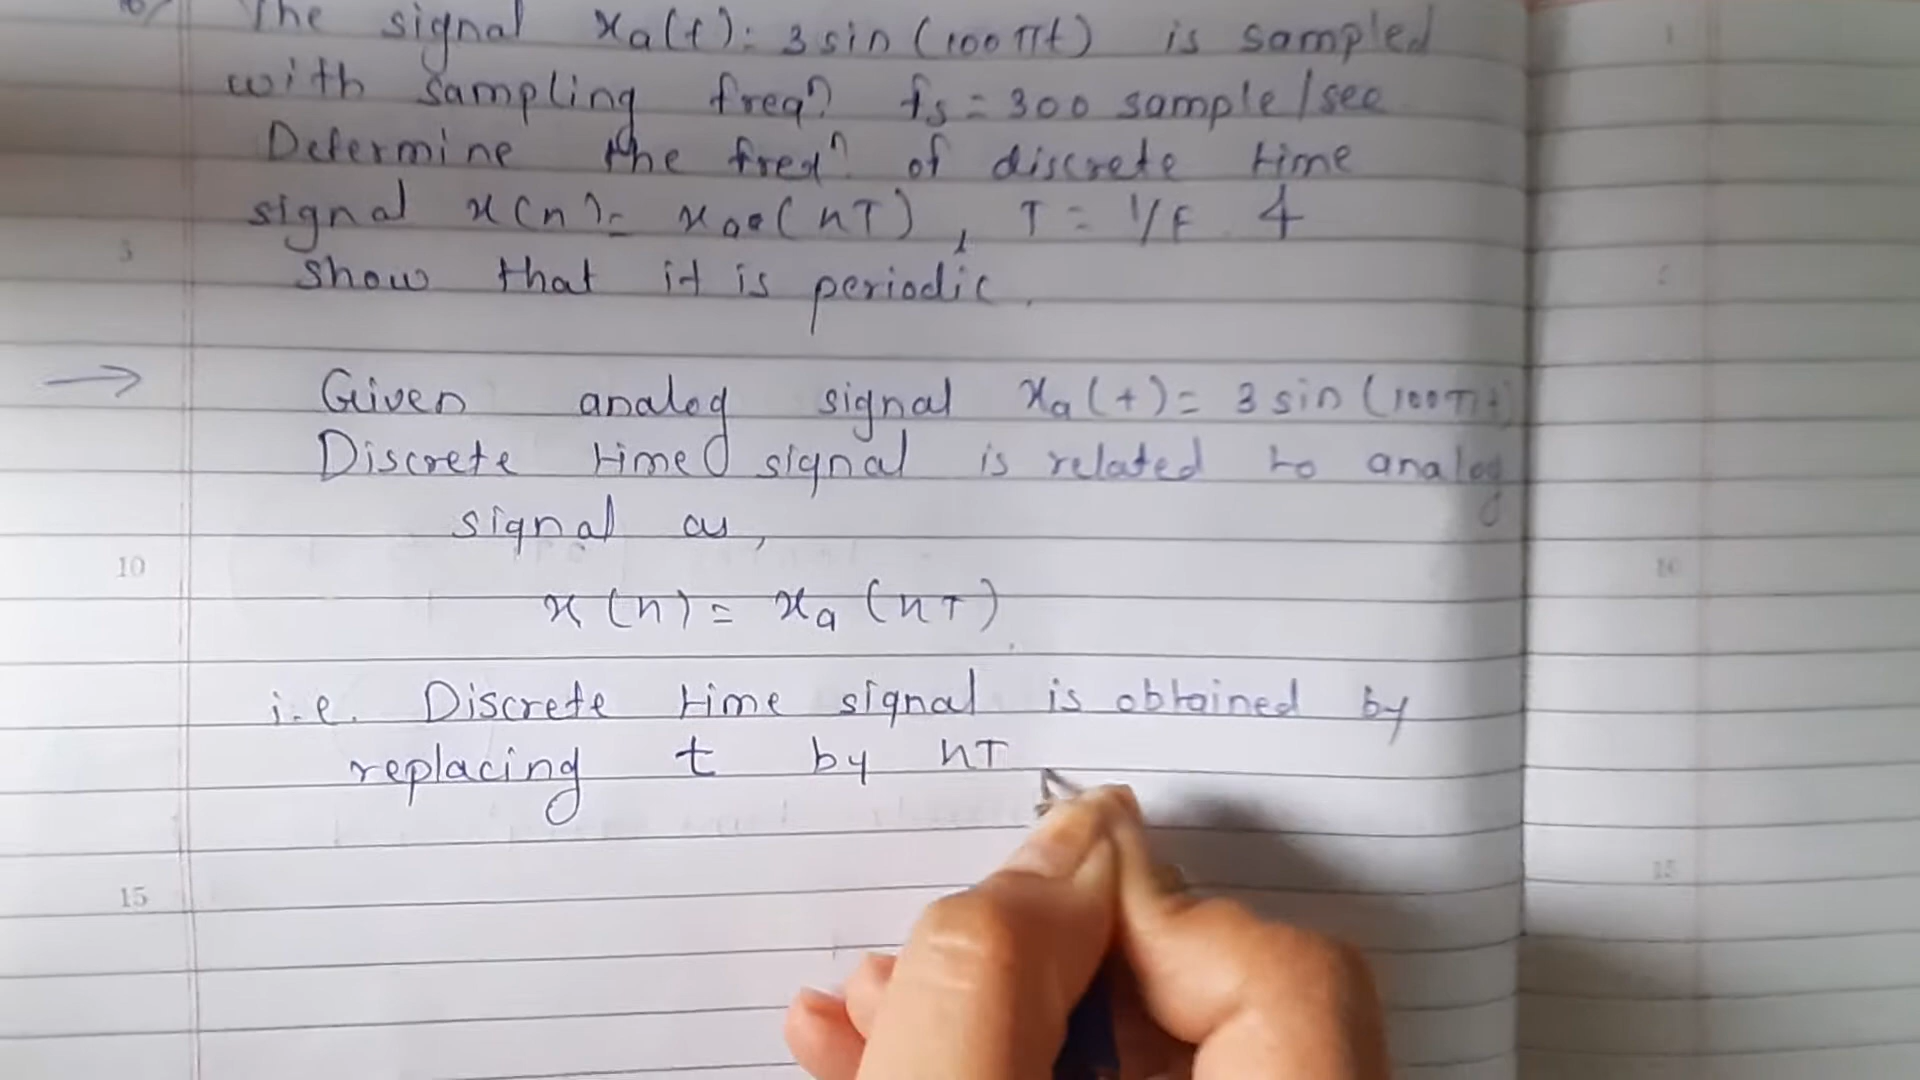 The signal xa(t) = 3 sin (100πt) is sampled
with sampling freqⁿ fs = 300 sample/sec
Determine the freqⁿ of discrete time
signal x(n) = xa(nT), T = 1/F &
show that it is periodic.
→ Given analog signal xa(t) = 3 sin (100πt)
Discrete time signal is related to analog
signal as,
x(n) = xa(nT)
i.e. Discrete time signal is obtained by
replacing t by nT
5
10
15
10
15